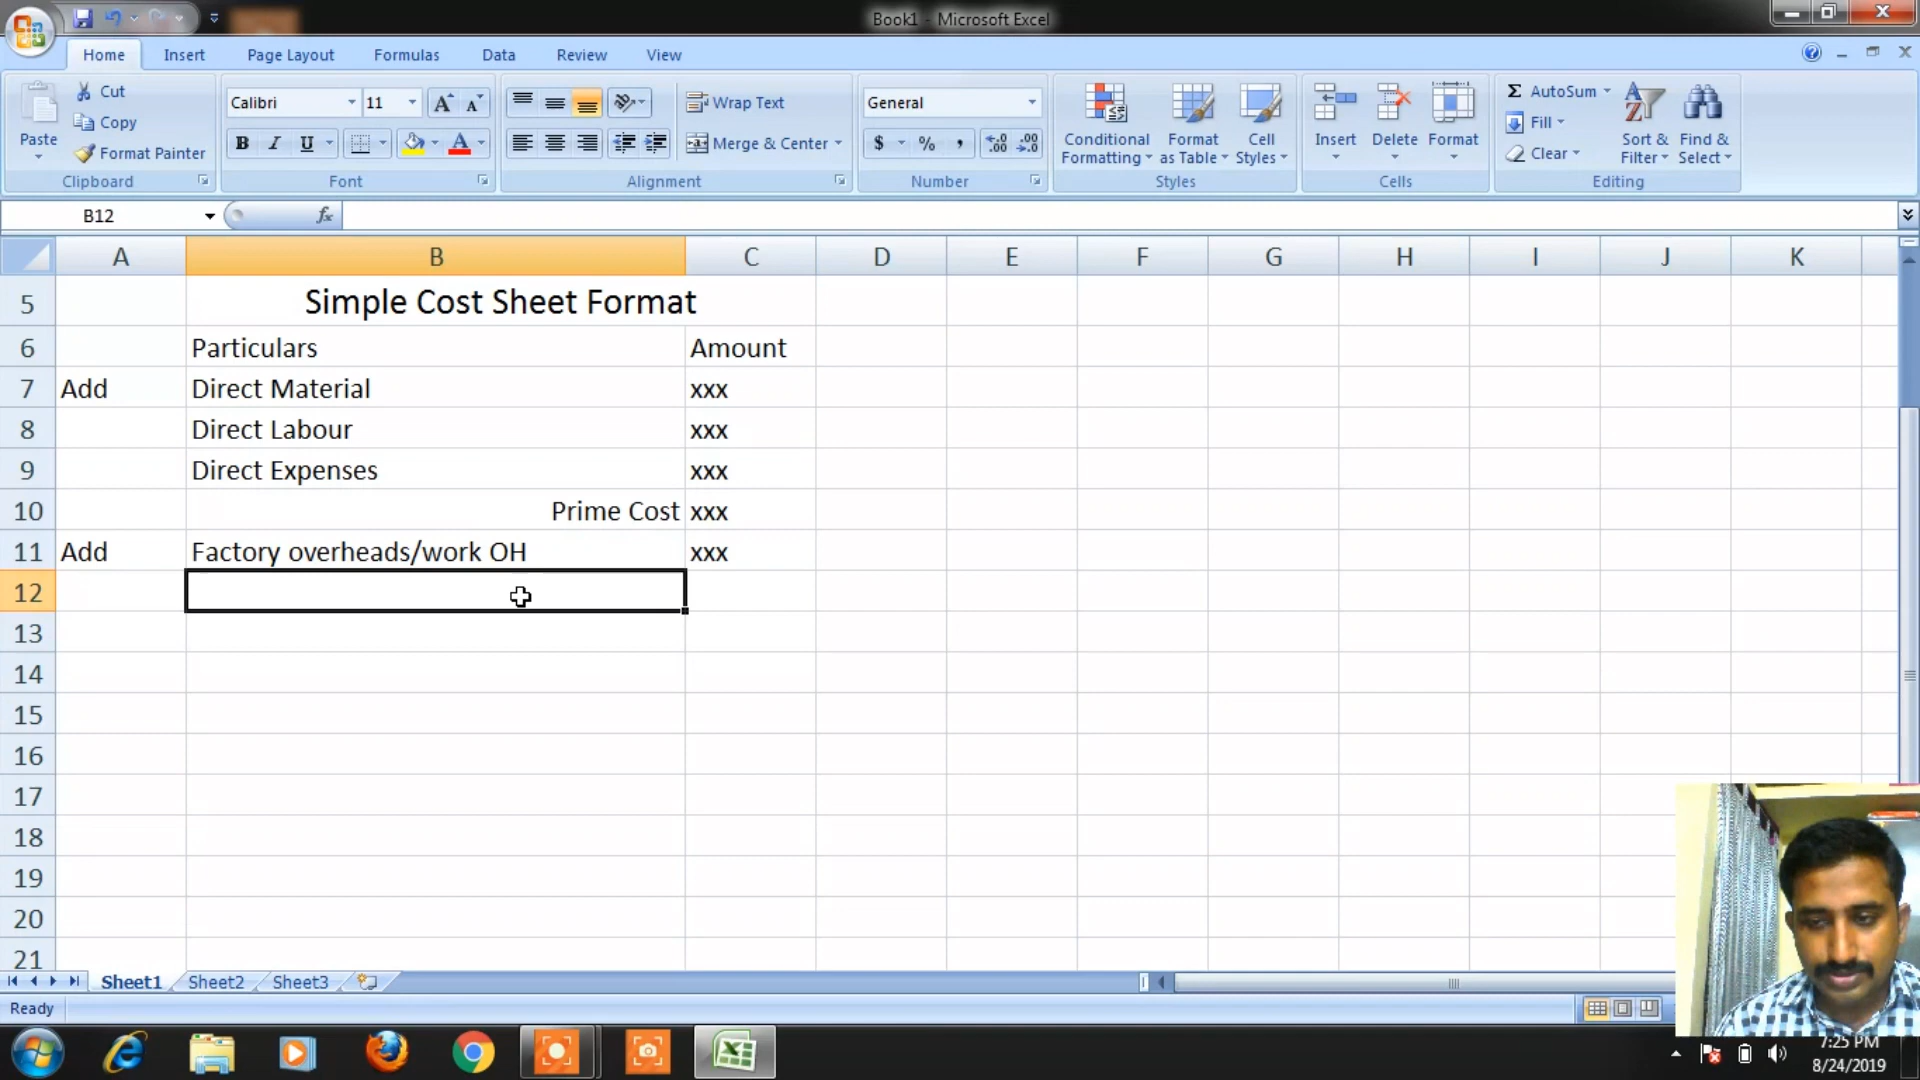 Book1 - Microsoft Excel
Home Insert Page Layout Formulas Data Review View
Paste
Cut
Copy
Format Painter
Clipboard
Calibri 11
B I U
Font
Wrap Text
Merge & Center
Alignment
General
$ % , .0 .00 .00 .0
Number
Conditional Formatting
Format as Table
Cell Styles
Styles
Insert Delete Format
Cells
Σ AutoSum
Fill
Clear
Sort & Filter
Find & Select
Editing
B12 fx
A B C D E F G H I J K
5 Simple Cost Sheet Format
6 Particulars Amount
7 Add Direct Material xxx
8 Direct Labour xxx
9 Direct Expenses xxx
10 Prime Cost xxx
11 Add Factory overheads/work OH xxx
12
13
14
15
16
17
18
19
20
21
Sheet1 Sheet2 Sheet3
Ready
7:25 PM
8/24/2019